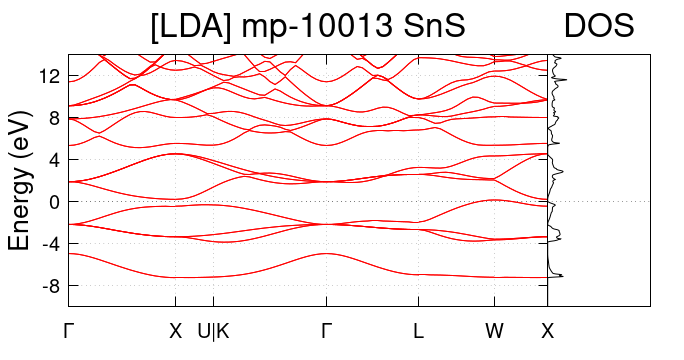 [LDA] mp-10013 SnS DOS
Energy (eV)
12
8
4
0
-4
-8
Γ X U|K Γ L W X